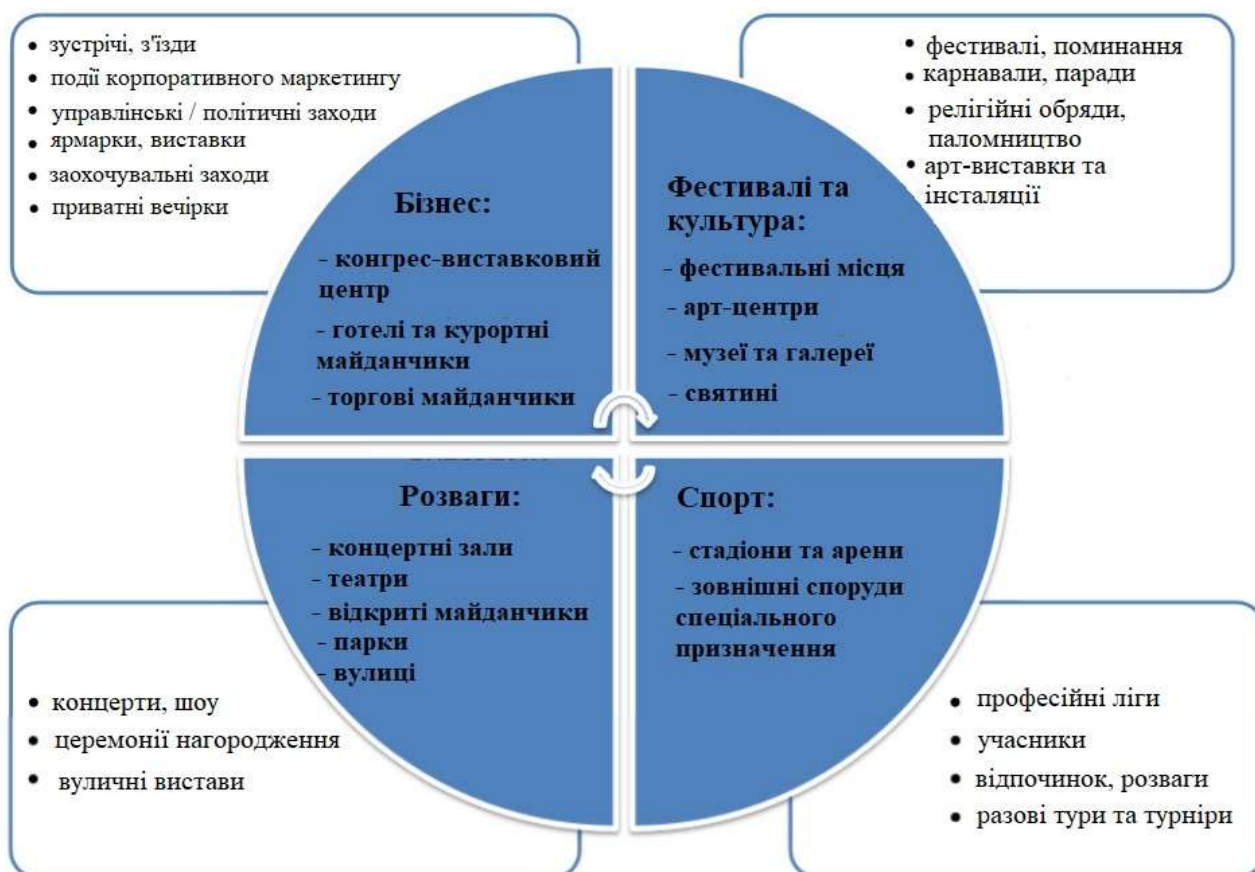 • зустрічі, з'їзди
• події корпоративного маркетингу
• управлінські / політичні заходи
• ярмарки, виставки
• заохочувальні заходи
• приватні вечірки
• фестивалі, поминання
• карнавали, паради
• релігійні обряди,
паломництво
• арт-виставки та
інсталяції
Бізнес:
- конгрес-виставковий
центр
- готелі та курортні
майданчики
- торгові майданчики
Фестивалі та
культура:
- фестивальні місця
- арт-центри
- музеї та галереї
- святині
Розваги:
- концертні зали
- театри
- відкриті майданчики
- парки
- вулиці
Спорт:
- стадіони та арени
- зовнішні споруди
спеціального
призначення
• концерти, шоу
• церемонії нагородження
• вуличні вистави
• професійні ліги
• учасники
• відпочинок, розваги
• разові тури та турніри